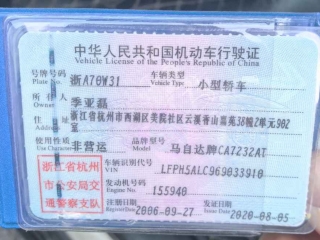 中华人民共和国机动车行驶证
Vehicle License of the People's Republic of China
号牌号码 Plate No. 浙A70W31 车辆类型 Vehicle Type 小型轿车
所有人 Owner 季亚磊
住址 Address 浙江省杭州市西湖区美院社区云溪香山嘉苑38幢2单元902室
使用性质 Use Character 非营运 品牌型号 Model 马自达牌CA7232AT
浙江省杭州市公安局交通警察支队
车辆识别代号 VIN LFPH5ALC969033910
发动机号码 Engine No. 155940
注册日期 Register Date 2006-09-27 发证日期 Issue Date 2020-08-05